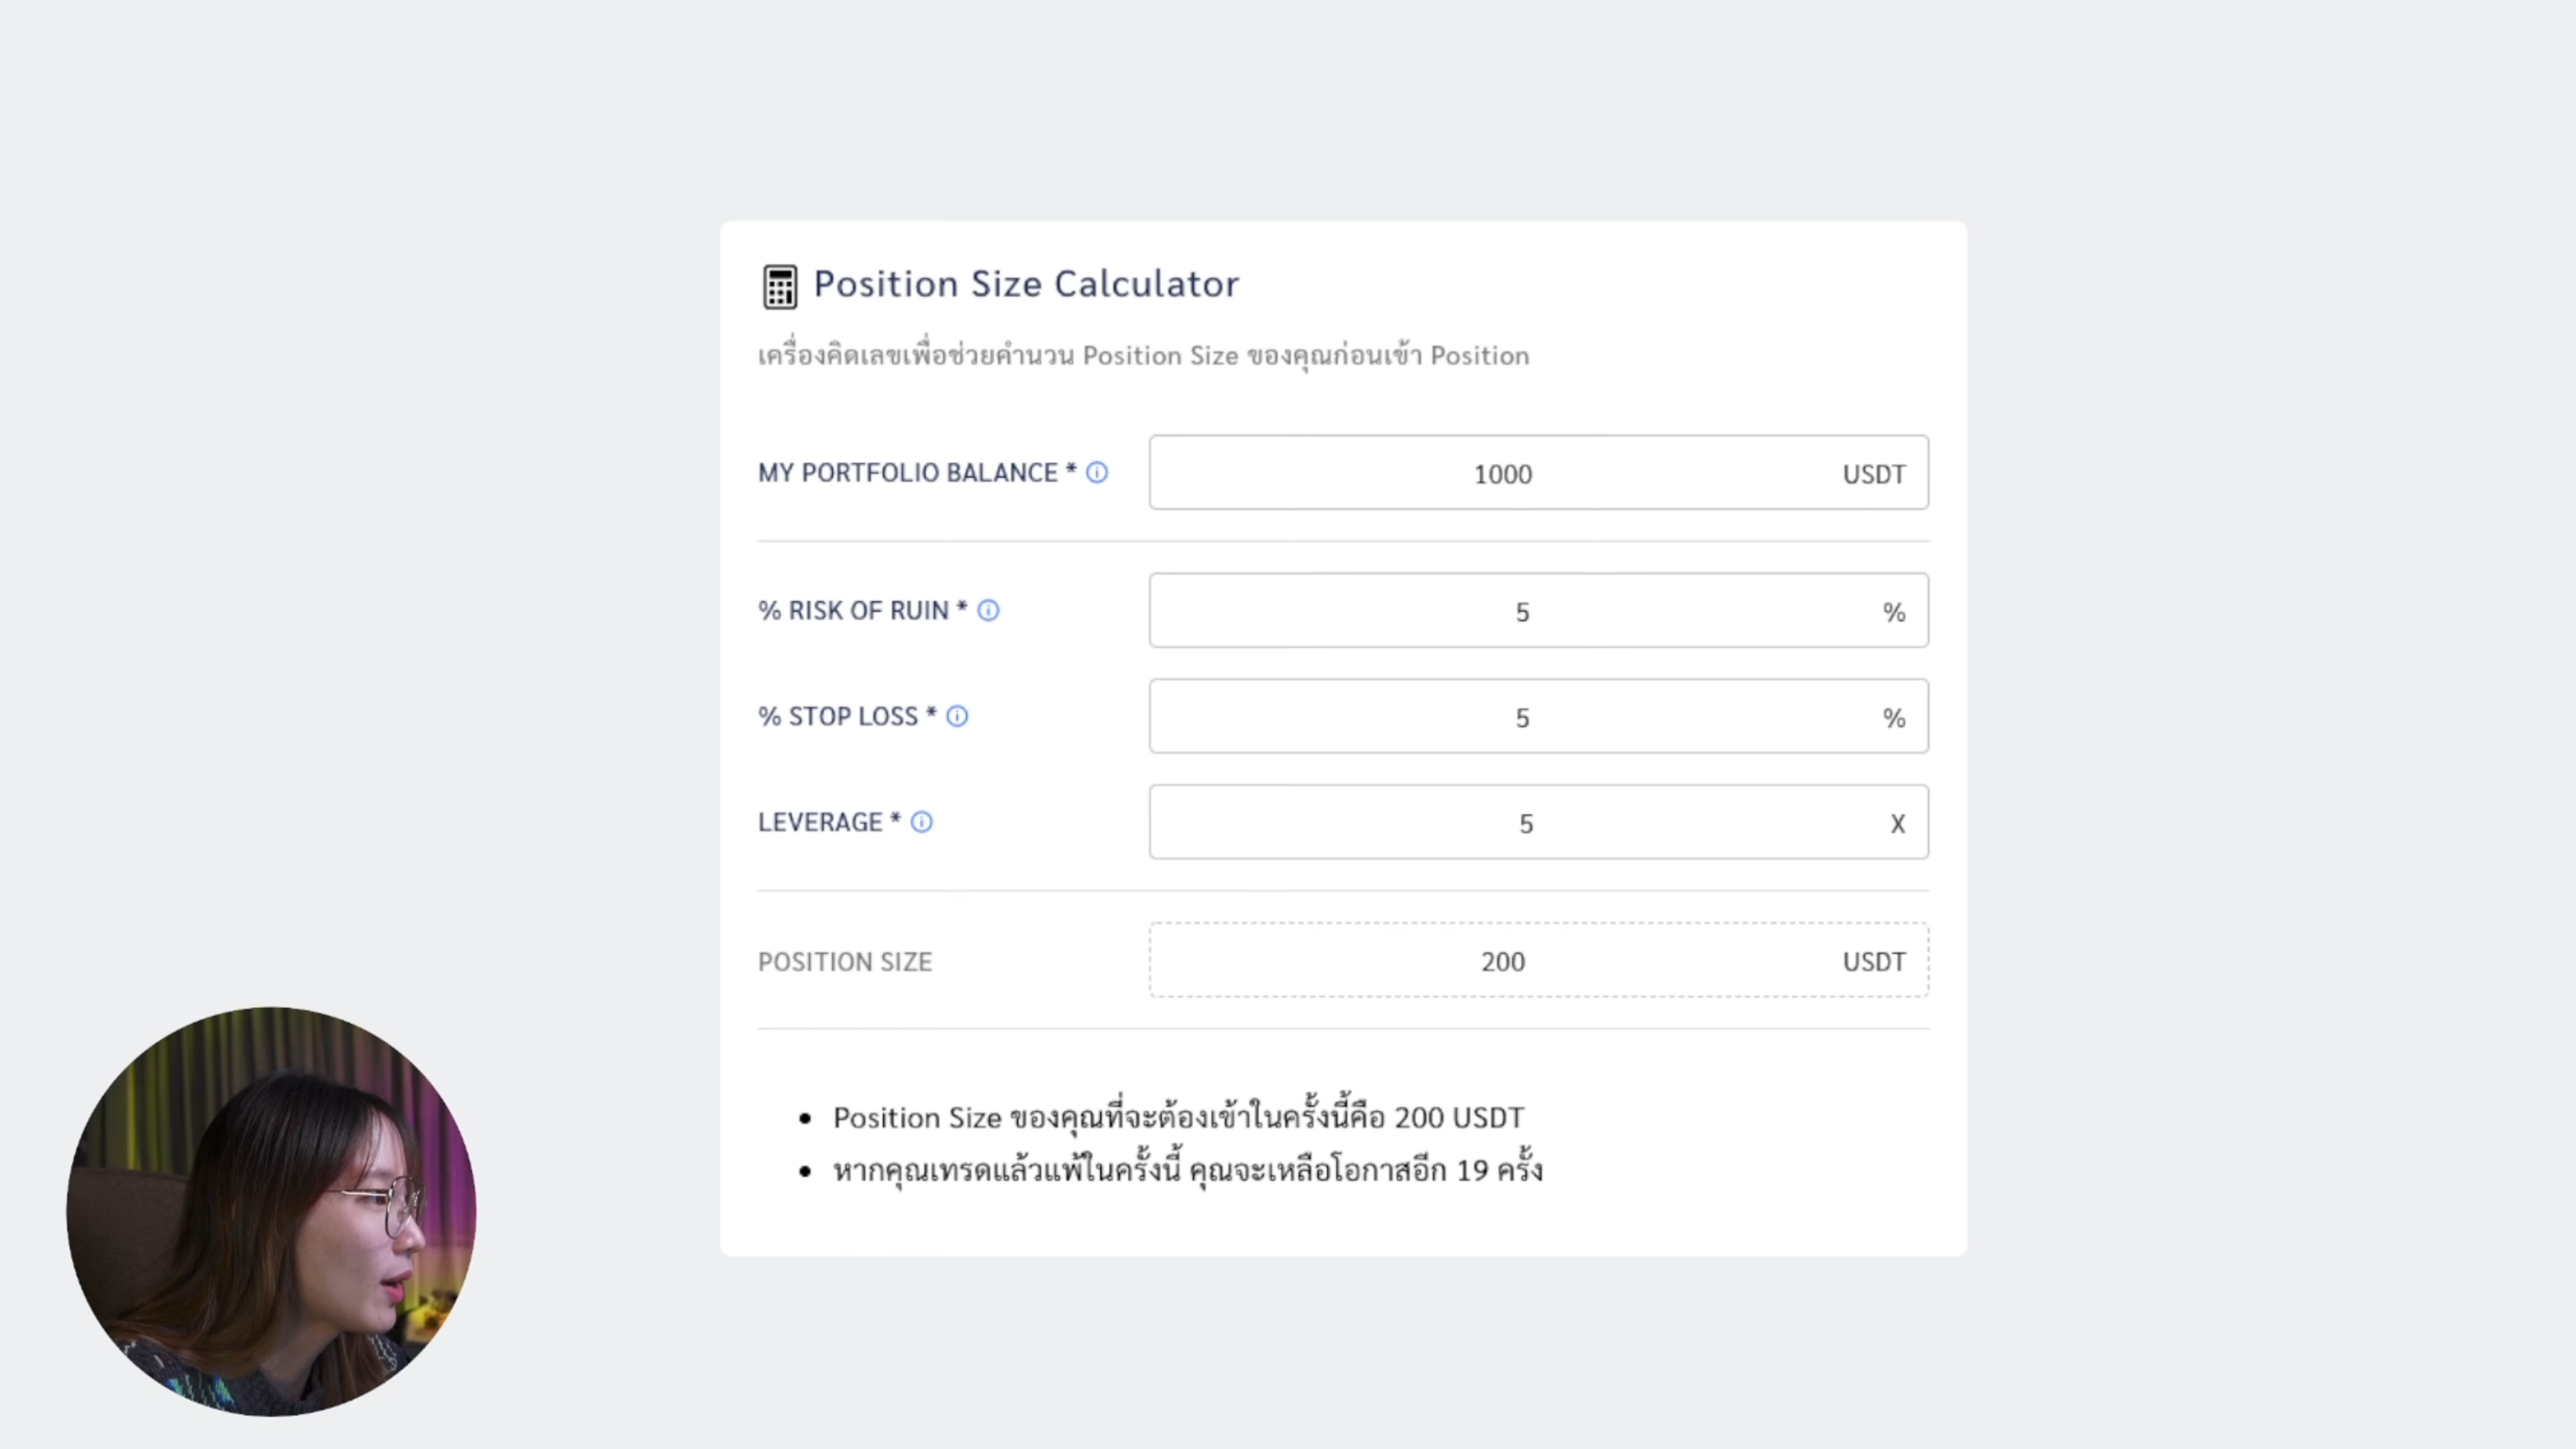 Position Size Calculator
เครื่องคิดเลขเพื่อช่วยคำนวน Position Size ของคุณก่อนเข้า Position
MY PORTFOLIO BALANCE * 1000 USDT
% RISK OF RUIN * 5 %
% STOP LOSS * 5 %
LEVERAGE * 5 X
POSITION SIZE 200 USDT
• Position Size ของคุณที่จะต้องเข้าในครั้งนี้คือ 200 USDT
• หากคุณเทรดแล้วแพ้ในครั้งนี้ คุณจะเหลือโอกาสอีก 19 ครั้ง